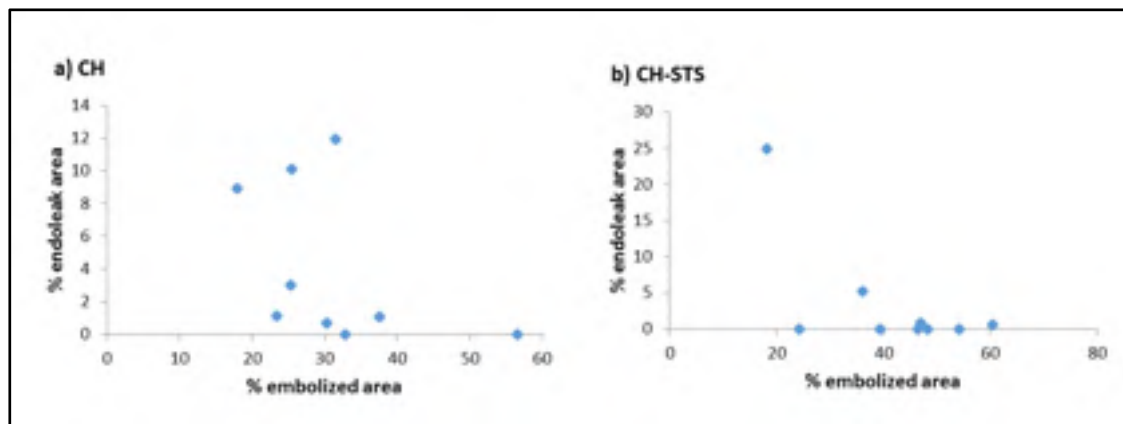 a) CH
% endoleak area
14
12
10
8
6
4
2
0
0 10 20 30 40 50 60
% embolized area
b) CH-STS
% endoleak area
30
25
20
15
10
5
0
0 20 40 60 80
% embolized area